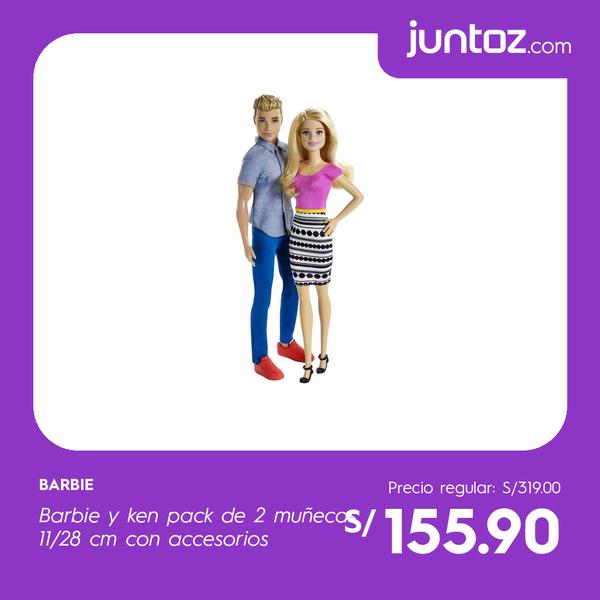 juntoz.com
BARBIE
Precio regular: S/319.00
Barbie y ken pack de 2 muñeco
S/ 155.90
11/28 cm con accesorios